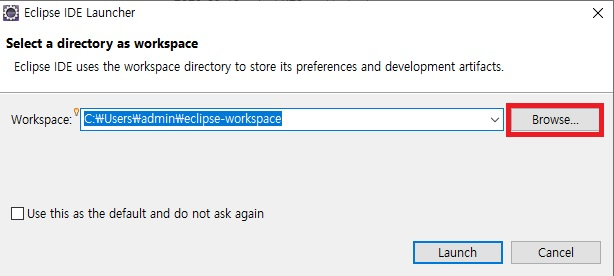 Eclipse IDE Launcher
Select a directory as workspace
Eclipse IDE uses the workspace directory to store its preferences and development artifacts.
Workspace: C:₩Users₩admin₩eclipse-workspace Browse...
Use this as the default and do not ask again
Launch Cancel